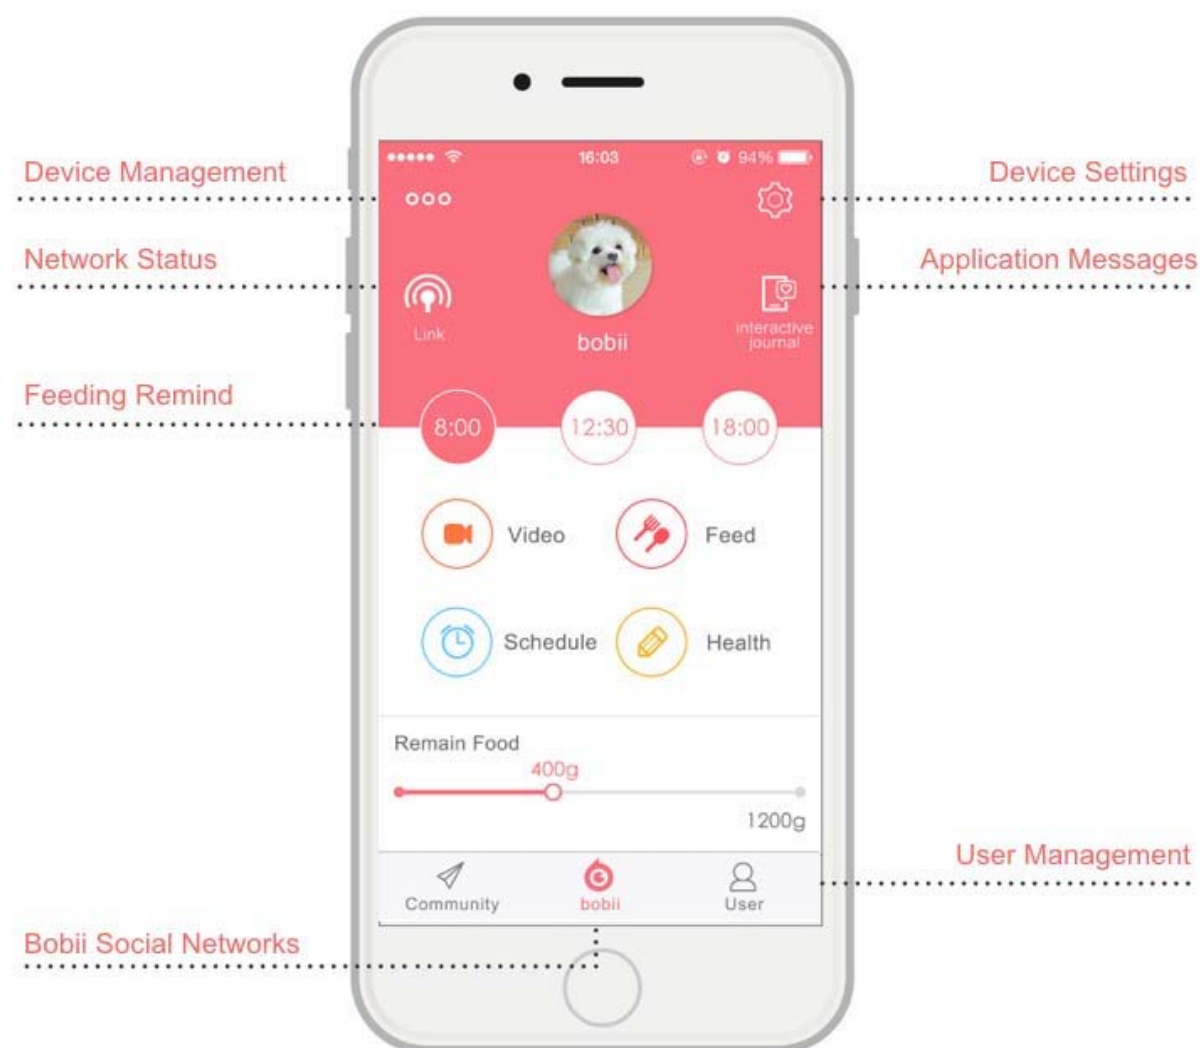 16:03
94%
Device Management
Device Settings
Network Status
Application Messages
Link
bobii
interactive
journal
Feeding Remind
8:00
12:30
18:00
Video
Feed
Schedule
Health
Remain Food
400g
1200g
User Management
Community
bobii
User
Bobii Social Networks